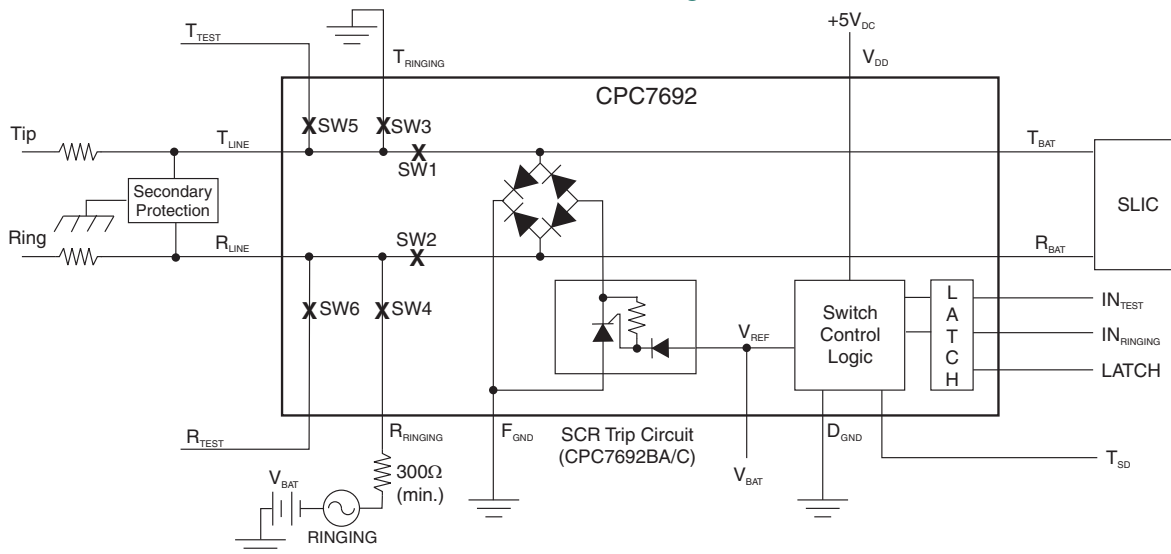 +5V_DC
T_TEST
T_RINGING
V_DD
CPC7692
SW5
SW3
Tip
T_LINE
T_BAT
SW1
Secondary
Protection
SLIC
Ring
R_LINE
SW2
R_BAT
SW6
SW4
Switch
Control
Logic
LATCH
IN_TEST
V_REF
IN_RINGING
LATCH
R_TEST
R_RINGING
F_GND
SCR Trip Circuit
(CPC7692BA/C)
D_GND
300Ω
(min.)
V_BAT
T_SD
V_BAT
RINGING